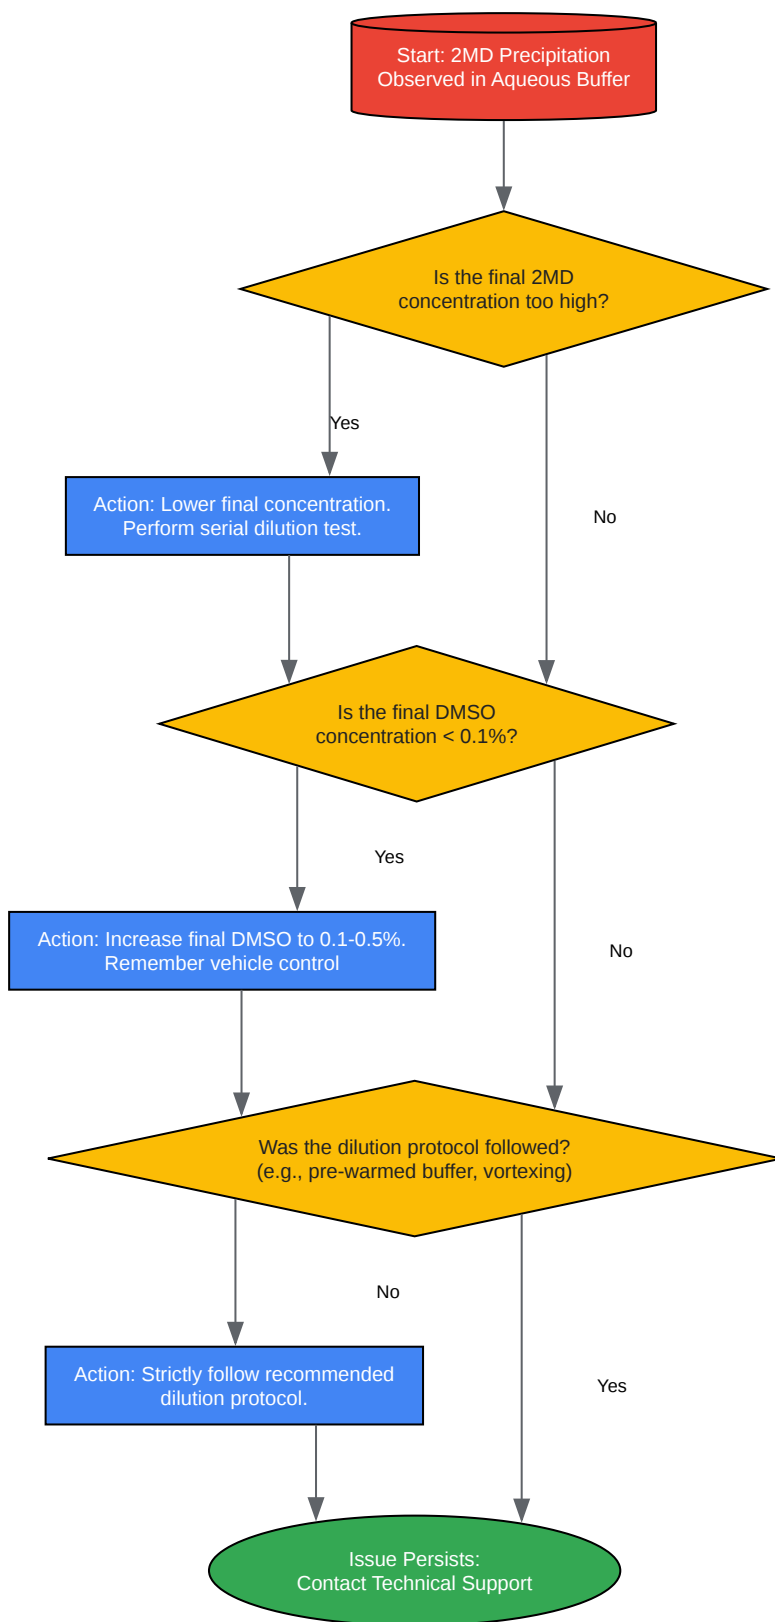 Start: 2MD Precipitation
Observed in Aqueous Buffer
Is the final 2MD
concentration too high?
Yes
Action: Lower final concentration.
Perform serial dilution test.
No
Is the final DMSO
concentration < 0.1%?
Yes
Action: Increase final DMSO to 0.1-0.5%.
Remember vehicle control
No
Was the dilution protocol followed?
(e.g., pre-warmed buffer, vortexing)
No
Action: Strictly follow recommended
dilution protocol.
Yes
Issue Persists:
Contact Technical Support